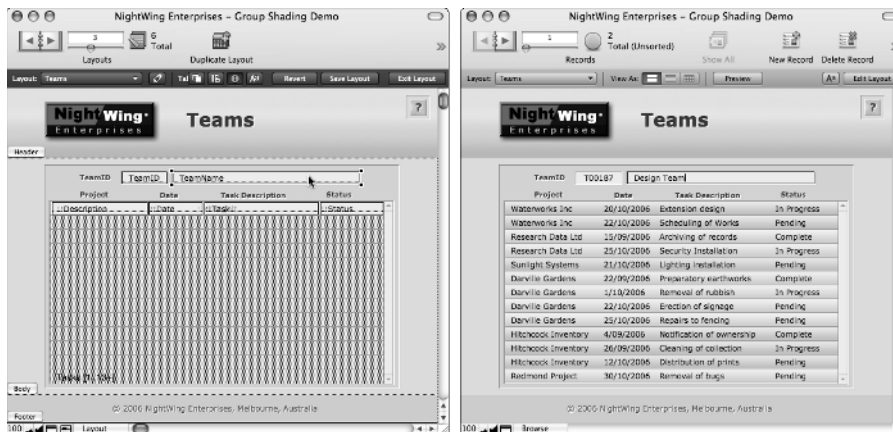 NightWing Enterprises – Group Shading Demo
3
6
Total
Layouts
Duplicate Layout
Layout: Teams
Revert
Save Layout
Exit Layout
Night Wing
Enterprises
Teams
?
Header
TeamID
TeamID
TeamName
Project
Date
Task Description
Status
::Description
::Date
::Task
::Status
Body
© 2006 NightWing Enterprises, Melbourne, Australia
Footer
100
Layout
NightWing Enterprises – Group Shading Demo
1
2
Total (Unsorted)
Records
Show All
New Record
Delete Record
Layout: Teams
View As:
Preview
Edit Layout
Night Wing
Enterprises
Teams
?
TeamID T00187 Design Team
Project Date Task Description Status
Waterworks Inc 20/10/2006 Extension design In Progress
Waterworks Inc 22/10/2006 Scheduling of Works Pending
Research Data Ltd 15/09/2006 Archiving of records Complete
Research Data Ltd 25/10/2006 Security Installation In Progress
Sunlight Systems 21/10/2006 Lighting installation Pending
Darville Gardens 22/09/2006 Preparatory earthworks Complete
Darville Gardens 1/10/2006 Removal of rubbish In Progress
Darville Gardens 22/10/2006 Erection of signage Pending
Darville Gardens 25/10/2006 Repairs to fencing Pending
Hitchcock Inventory 4/09/2006 Notification of ownership Complete
Hitchcock Inventory 26/09/2006 Cleaning of collection In Progress
Hitchcock Inventory 12/10/2006 Distribution of prints Pending
Redmond Project 30/10/2006 Removal of bugs Pending
© 2006 NightWing Enterprises, Melbourne, Australia
100
Browse